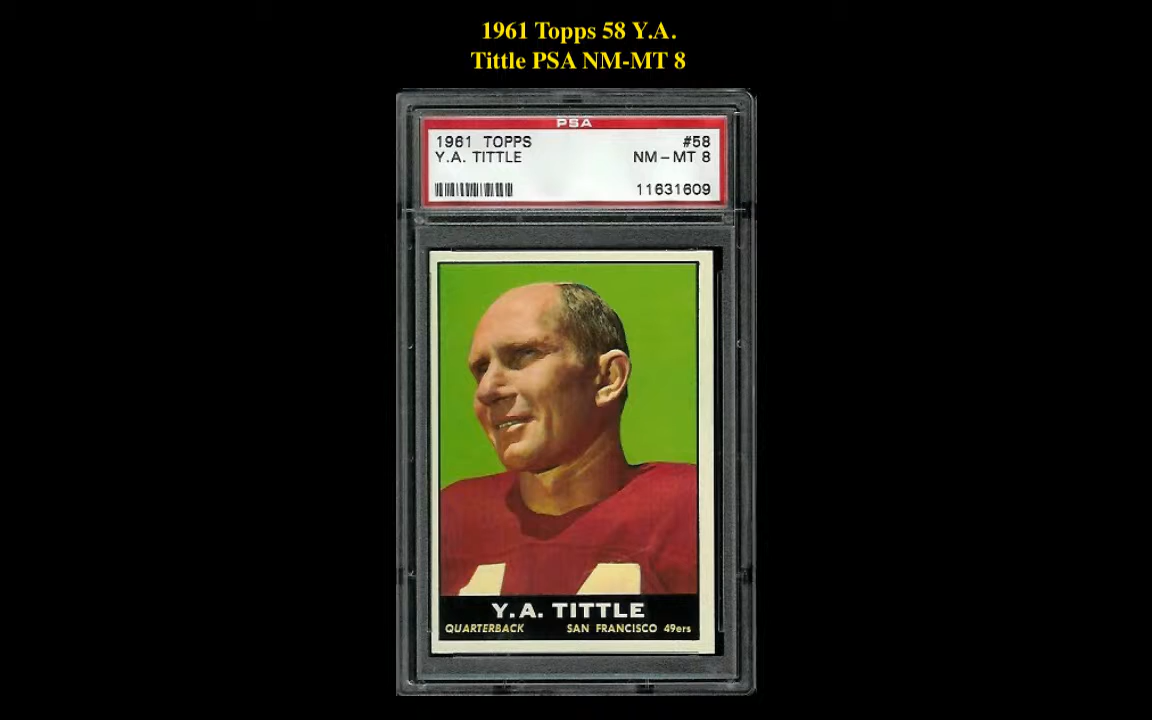 1961 Topps 58 Y.A.
Tittle PSA NM-MT 8
PSA
1961 TOPPS #58
Y.A. TITTLE NM-MT 8
11631609
14
Y.A. TITTLE
QUARTERBACK SAN FRANCISCO 49ers